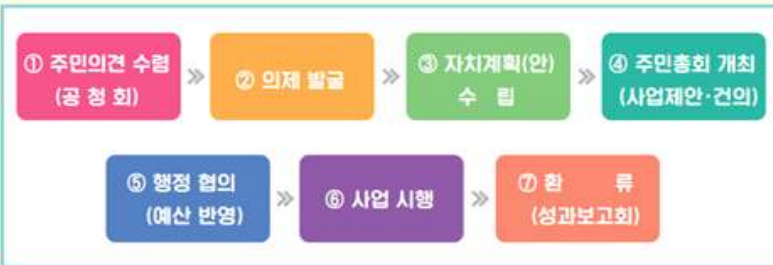 ① 주민의견 수렴
(공 청 회)
② 의제 발굴
③ 자치계획(안)
수 립
④ 주민총회 개최
(사업제안·건의)
⑤ 행정 협의
(예산 반영)
⑥ 사업 시행
⑦ 환 류
(성과보고회)